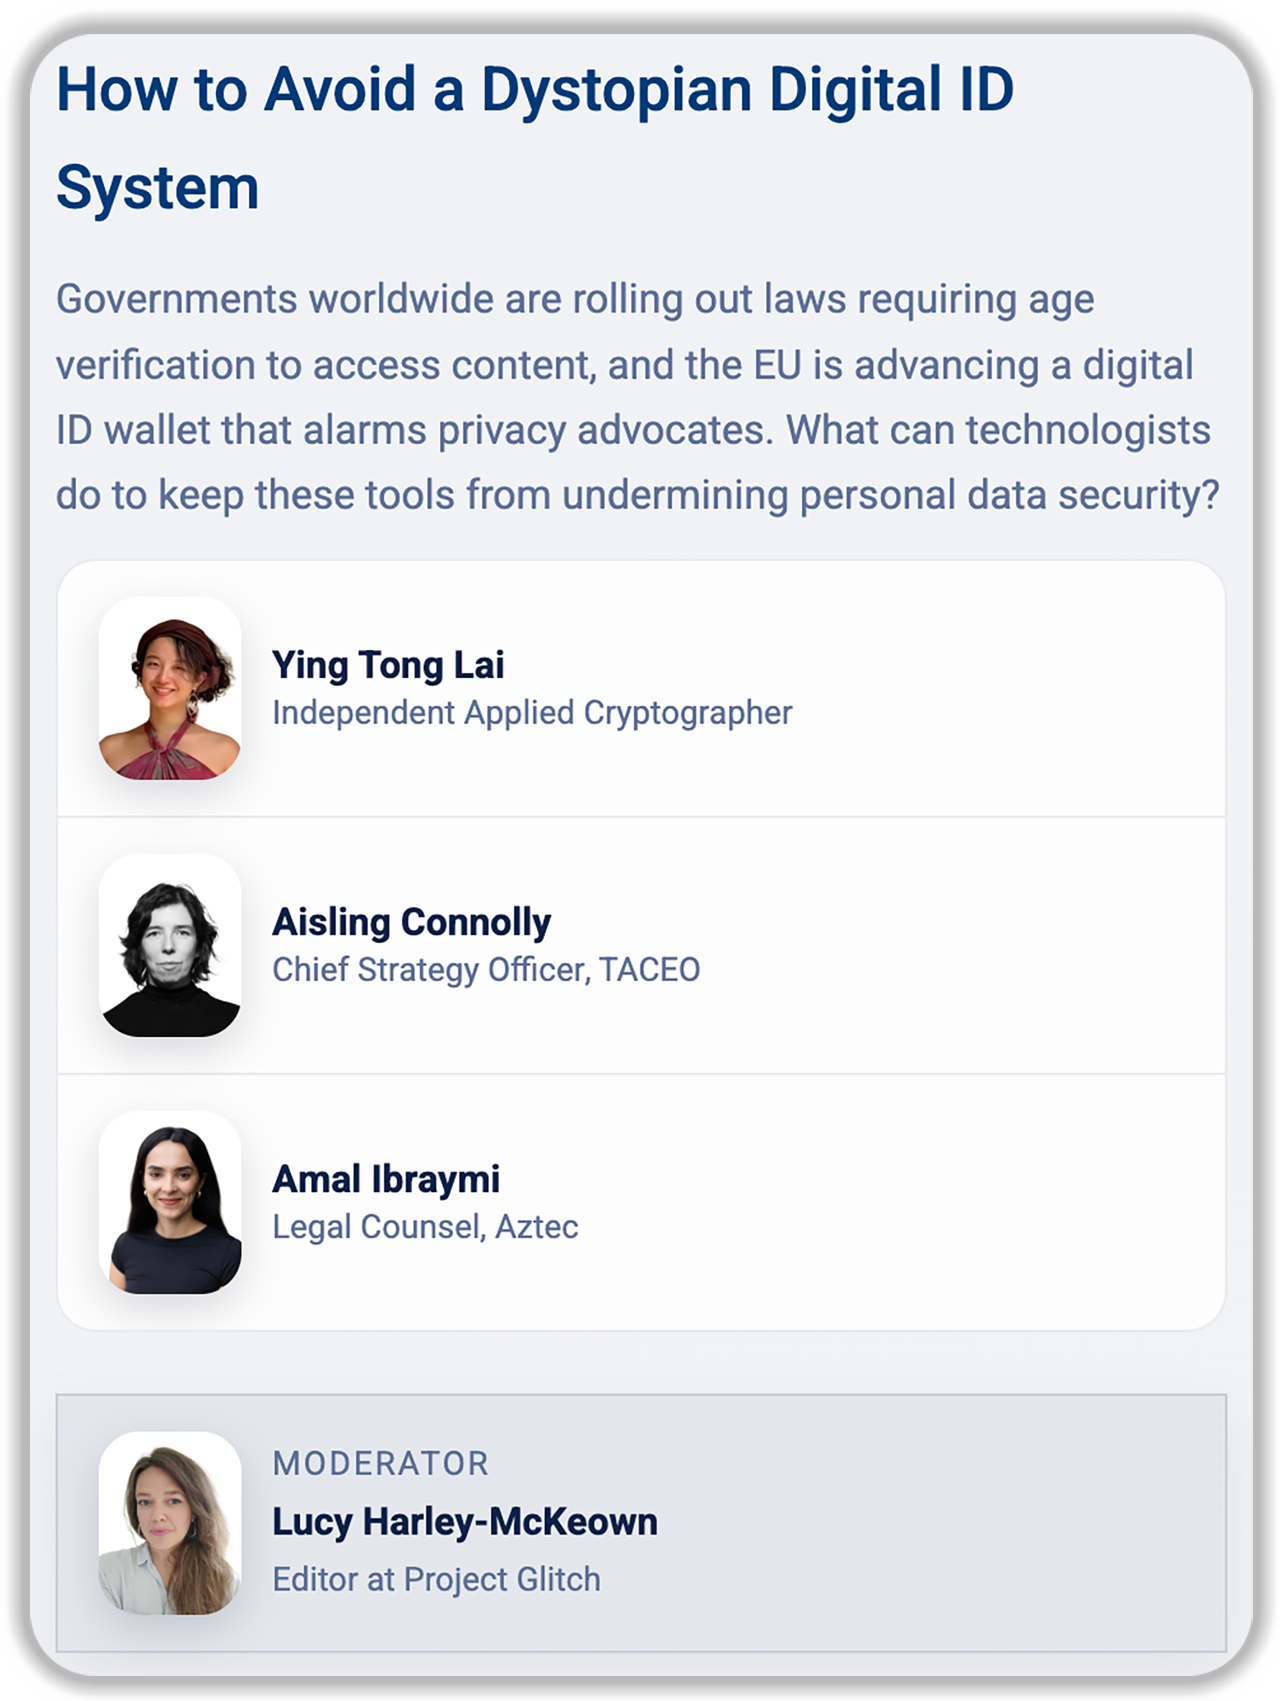 How to Avoid a Dystopian Digital ID
System
Governments worldwide are rolling out laws requiring age
verification to access content, and the EU is advancing a digital
ID wallet that alarms privacy advocates. What can technologists
do to keep these tools from undermining personal data security?
Ying Tong Lai
Independent Applied Cryptographer
Aisling Connolly
Chief Strategy Officer, TACEO
Amal Ibraymi
Legal Counsel, Aztec
MODERATOR
Lucy Harley-McKeown
Editor at Project Glitch